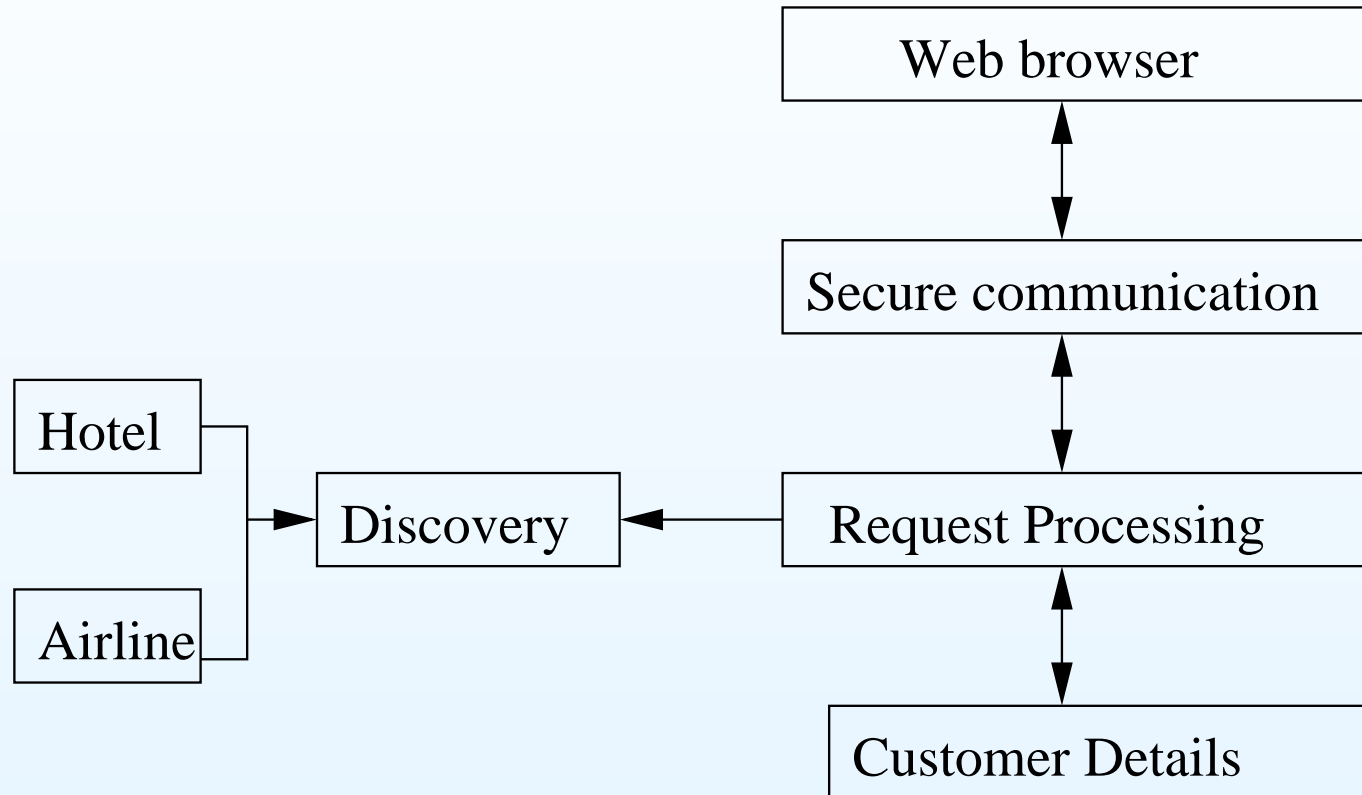 Web browser
Secure communication
Hotel
Discovery
Request Processing
Airline
Customer Details